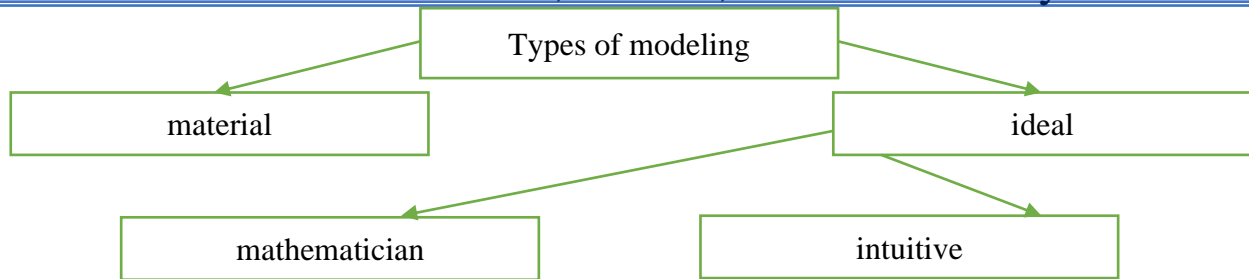 Types of modeling
material
ideal
mathematician
intuitive